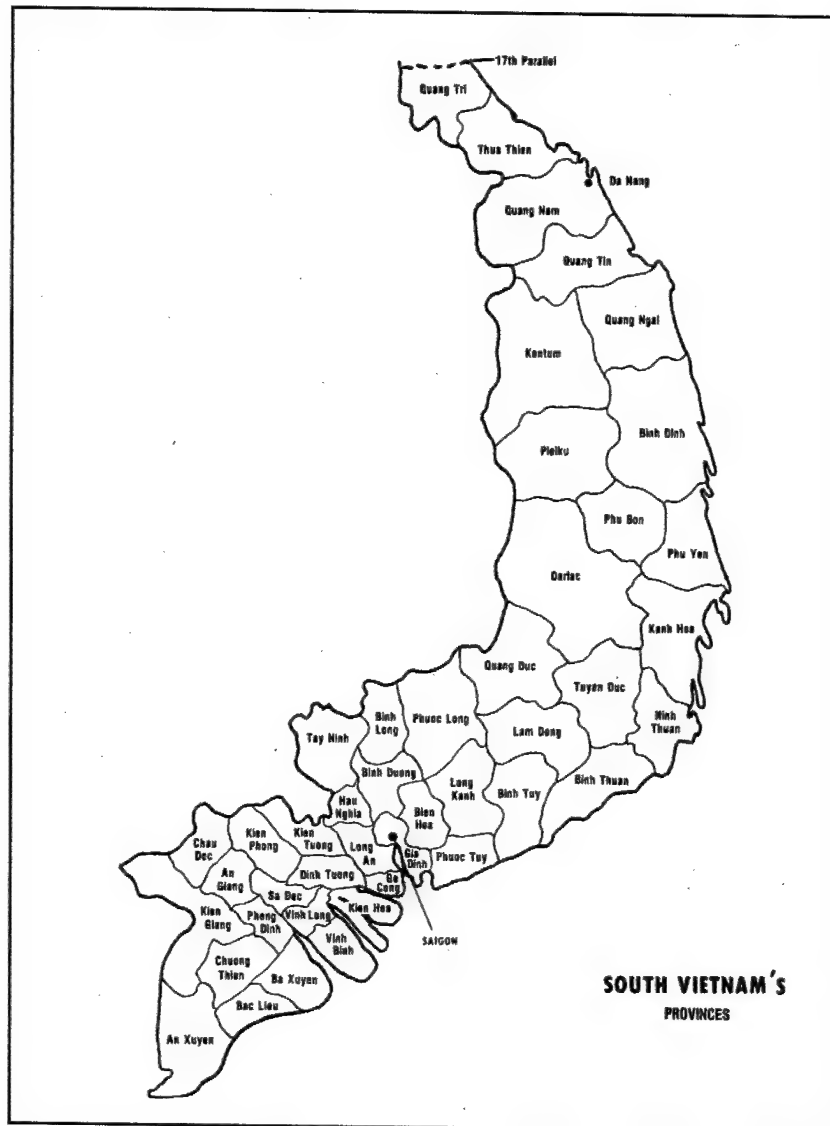 17th Parallel
Quang Tri
Thua Thien
Da Nang
Quang Nam
Quang Tin
Quang Ngai
Kontum
Binh Dinh
Pleiku
Phu Bon
Phu Yen
Darlac
Kanh Hoa
Quang Duc
Tuyen Duc
Binh
Long
Phuoc Long
Ninh
Thuan
Lam Dong
Tay Ninh
Binh Duong
Binh Thuan
Long
Kanh
Binh Tuy
Hau
Nghia
Bien
Hoa
Chau
Doc
Kien
Phong
Kien
Tuong
Long
An
Gia
Dinh
Phuoc Tuy
An
Giang
Dinh Tuong
Go
Cong
Sa Dec
Kien Hoa
Kien
Giang
Phong
Dinh
Vinh Long
Vinh
Binh
SAIGON
Chuong
Thien
Ba Xuyen
Bac Lieu
An Xuyen
SOUTH VIETNAM'S
PROVINCES